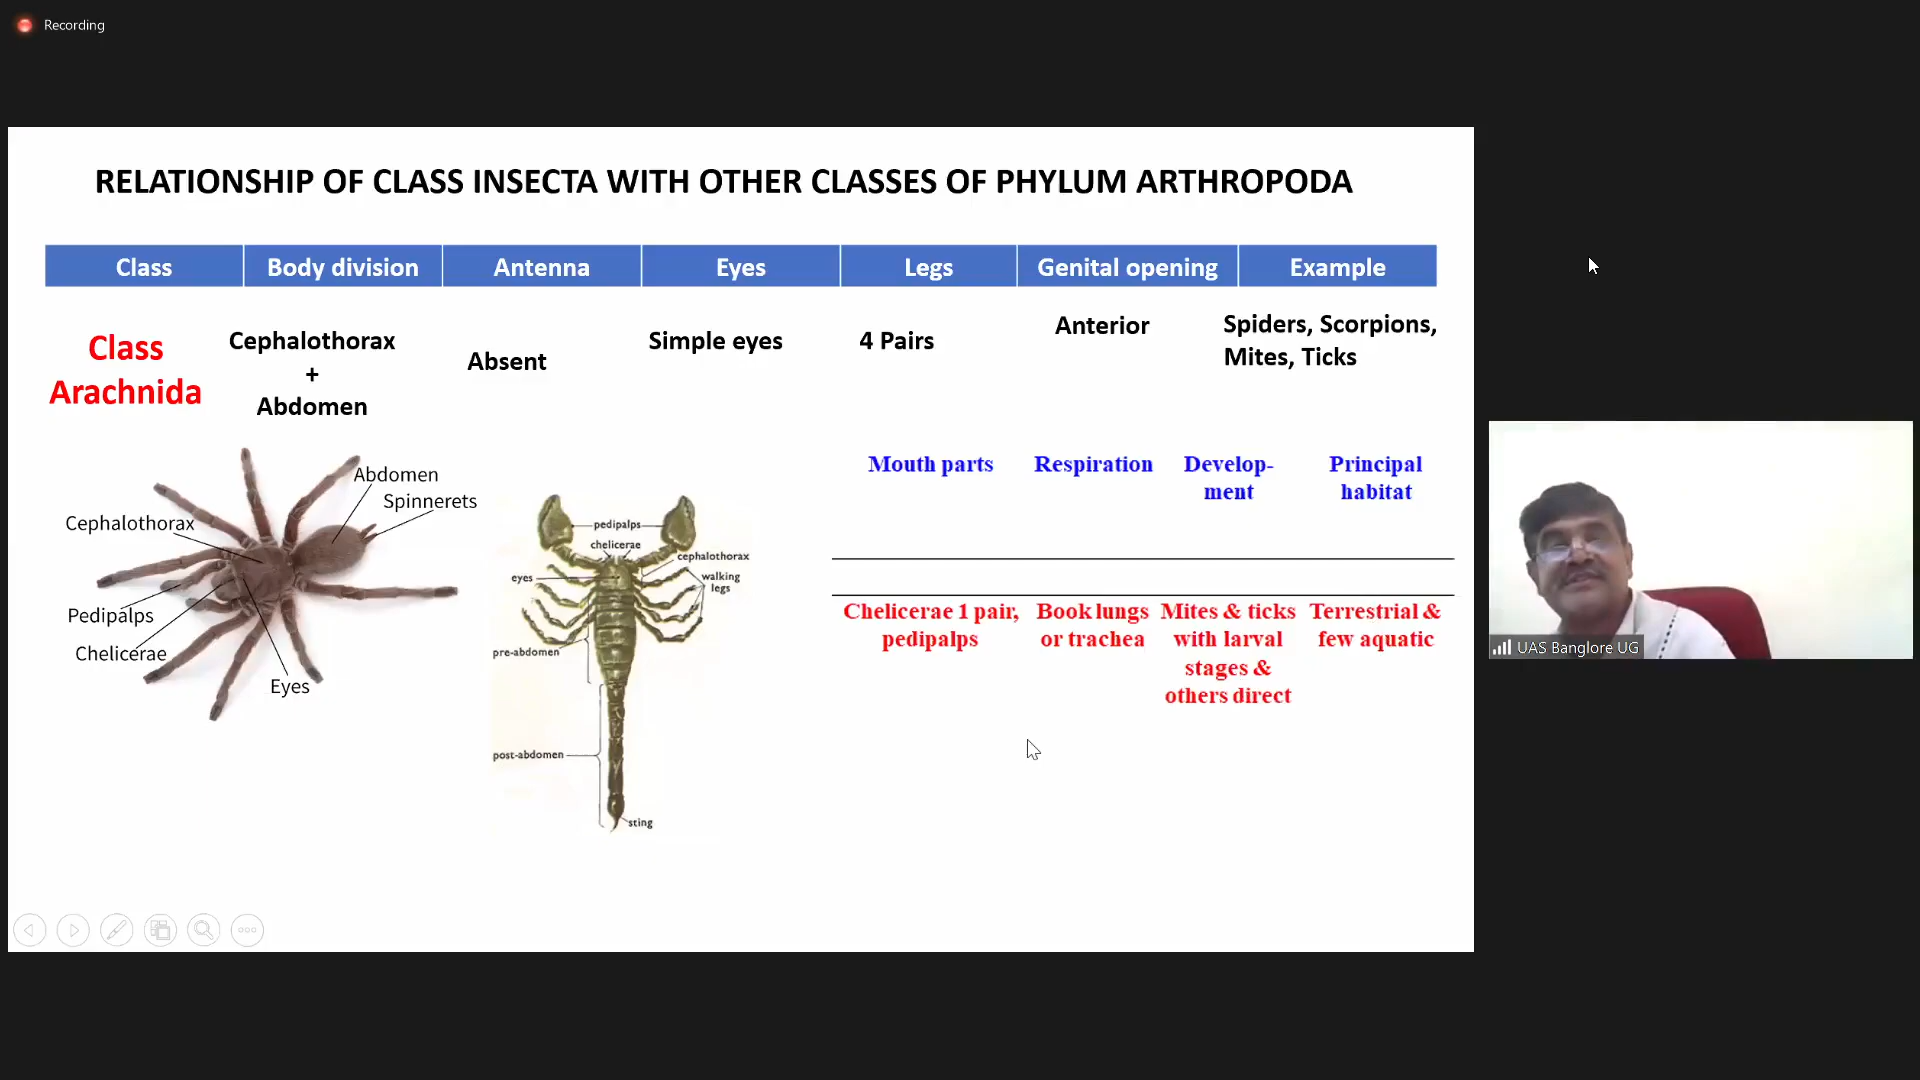 Recording
RELATIONSHIP OF CLASS INSECTA WITH OTHER CLASSES OF PHYLUM ARTHROPODA
Class Body division Antenna Eyes Legs Genital opening Example
Class
Arachnida
Cephalothorax
+
Abdomen
Absent
Simple eyes
4 Pairs
Anterior
Spiders, Scorpions,
Mites, Ticks
Abdomen
Spinnerets
Cephalothorax
Pedipalps
Chelicerae
Eyes
pedipalps
chelicerae
cephalothorax
eyes
walking
legs
pre-abdomen
post-abdomen
sting
Mouth parts
Respiration
Develop-
ment
Principal
habitat
Chelicerae 1 pair,
pedipalps
Book lungs
or trachea
Mites & ticks
with larval
stages &
others direct
Terrestrial &
few aquatic
UAS Banglore UG